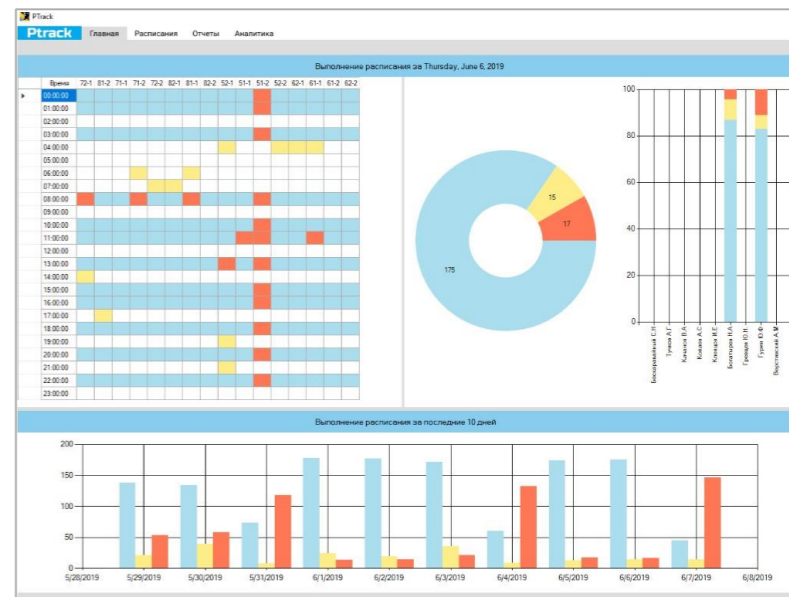 PTrack
Ptrack Главная Расписания Отчеты Аналитика
Выполнение расписания за Thursday, June 6, 2019
Время 72-1 81-2 71-1 71-2 72-2 82-1 81-1 82-2 52-1 51-1 51-2 52-2 62-1 61-1 61-2 62-2
00:00:00
01:00:00
02:00:00
03:00:00
04:00:00
05:00:00
06:00:00
07:00:00
08:00:00
09:00:00
10:00:00
11:00:00
12:00:00
13:00:00
14:00:00
15:00:00
16:00:00
17:00:00
18:00:00
19:00:00
20:00:00
21:00:00
22:00:00
23:00:00
15
17
175
100
80
60
40
20
0
Тучков А.Г.
Качанов В.А.
Клинцов И.Е.
Богатырев Н.А.
Гревцев Ю.Н.
Гурин Ю.Ф.
Верстинский А.М.
Выполнение расписания за последние 10 дней
200
150
100
50
0
5/28/2019 5/29/2019 5/30/2019 5/31/2019 6/1/2019 6/2/2019 6/3/2019 6/4/2019 6/5/2019 6/6/2019 6/7/2019 6/8/2019